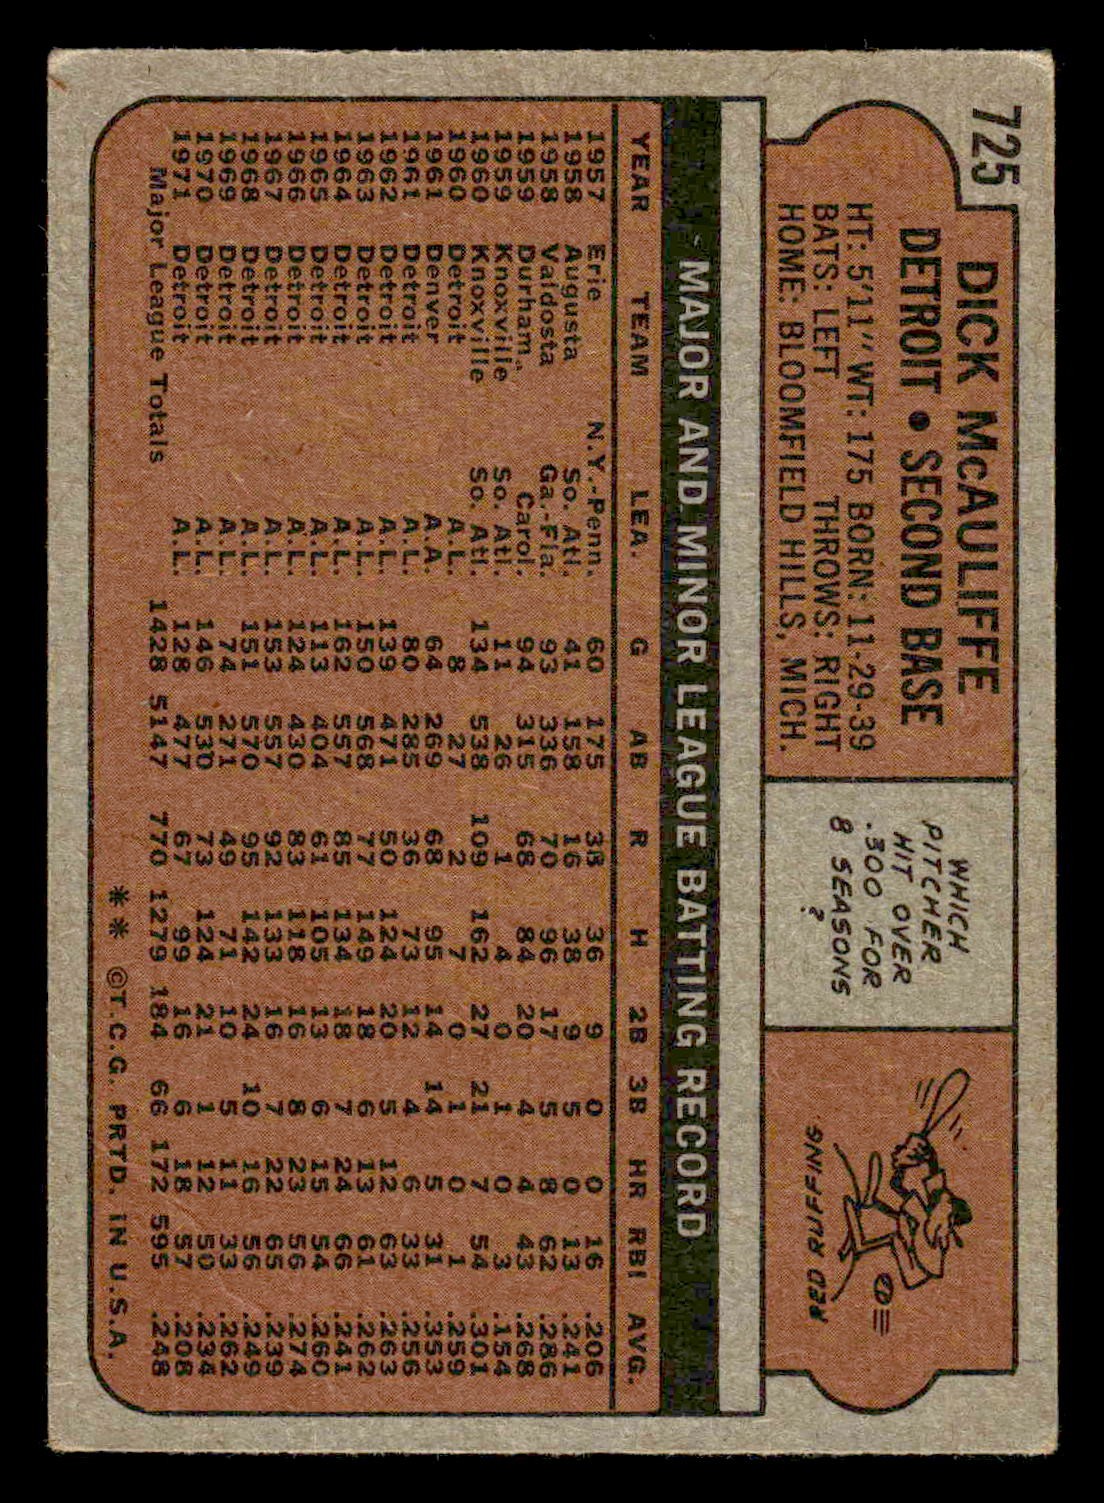 725
DICK McAULIFFE
DETROIT • SECOND BASE
HT: 5'11" WT: 175 BORN: 11-29-39
BATS: LEFT THROWS: RIGHT
HOME: BLOOMFIELD HILLS, MICH.
WHICH
PITCHER
HIT OVER
.300 FOR
8 SEASONS
?
RED RUFFING
MAJOR AND MINOR LEAGUE BATTING RECORD
YEAR TEAM LEA. G AB R H 2B 3B HR RBI AVG.
1957 Erie N.Y.-Penn. 60 175 38 36 9 0 0 16 .206
1958 Augusta So. Atl. 41 158 16 38 9 5 0 13 .241
1958 Valdosta Ga.-Fla. 93 336 70 96 17 5 8 62 .286
1959 Durham Carol. 94 315 68 84 20 4 4 43 .268
1959 Knoxville So. Atl. 11 26 1 4 0 1 0 3 .154
1960 Knoxville So. Atl. 134 538 109 162 27 21 7 54 .301
1960 Detroit A.L. 8 27 2 7 0 1 0 1 .259
1961 Denver A.A. 64 269 68 95 14 14 5 31 .353
1961 Detroit A.L. 80 285 36 73 12 4 6 33 .256
1962 Detroit A.L. 139 471 50 124 20 5 12 63 .263
1963 Detroit A.L. 150 568 77 149 18 6 13 61 .262
1964 Detroit A.L. 162 557 85 134 18 7 24 66 .241
1965 Detroit A.L. 113 404 61 105 13 6 15 54 .260
1966 Detroit A.L. 124 430 83 118 16 8 23 56 .274
1967 Detroit A.L. 153 557 92 133 16 7 22 65 .239
1968 Detroit A.L. 151 570 95 142 24 10 16 56 .249
1969 Detroit A.L. 74 271 49 71 10 5 11 33 .262
1970 Detroit A.L. 146 530 73 124 21 1 12 50 .234
1971 Detroit A.L. 128 477 67 99 16 6 18 57 .208
Major League Totals 1428 5147 770 1279 184 66 172 595 .248
** ©T.C.G. PRTD. IN U.S.A.